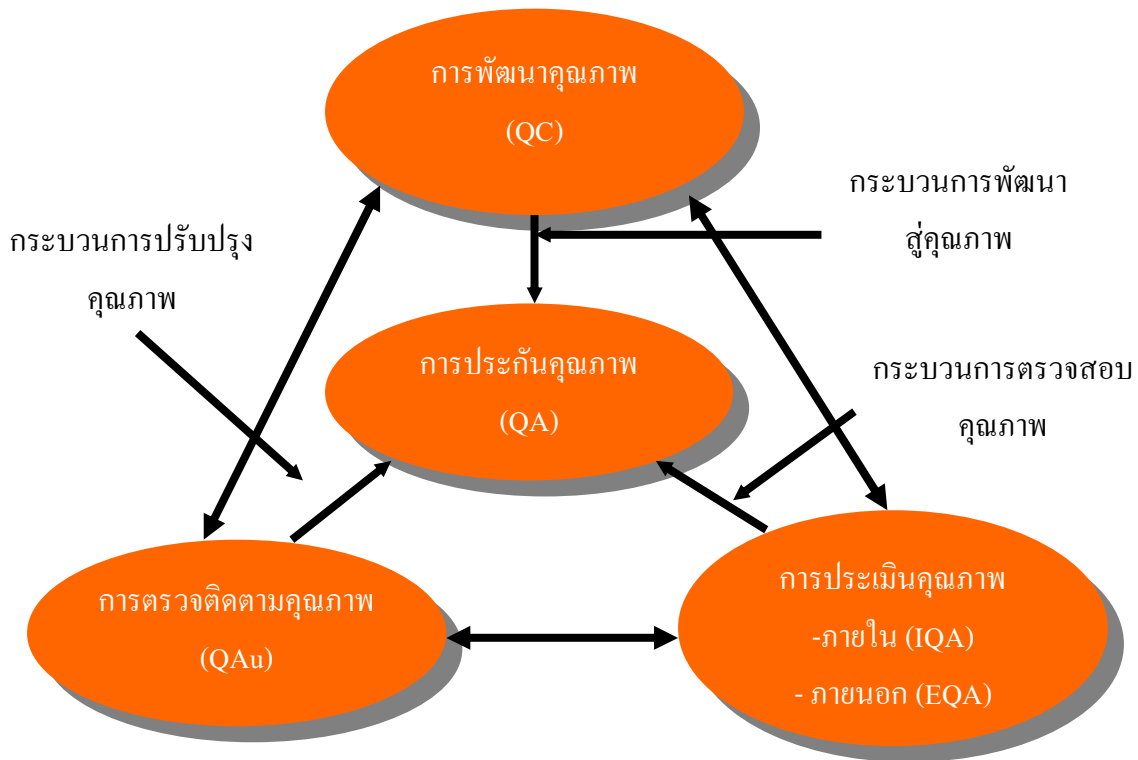 การพัฒนาคุณภาพ
(QC)
กระบวนการพัฒนา
สู่คุณภาพ
กระบวนการปรับปรุง
คุณภาพ
การประกันคุณภาพ
(QA)
กระบวนการตรวจสอบ
คุณภาพ
การตรวจติดตามคุณภาพ
(QAu)
การประเมินคุณภาพ
-ภายใน (IQA)
- ภายนอก (EQA)